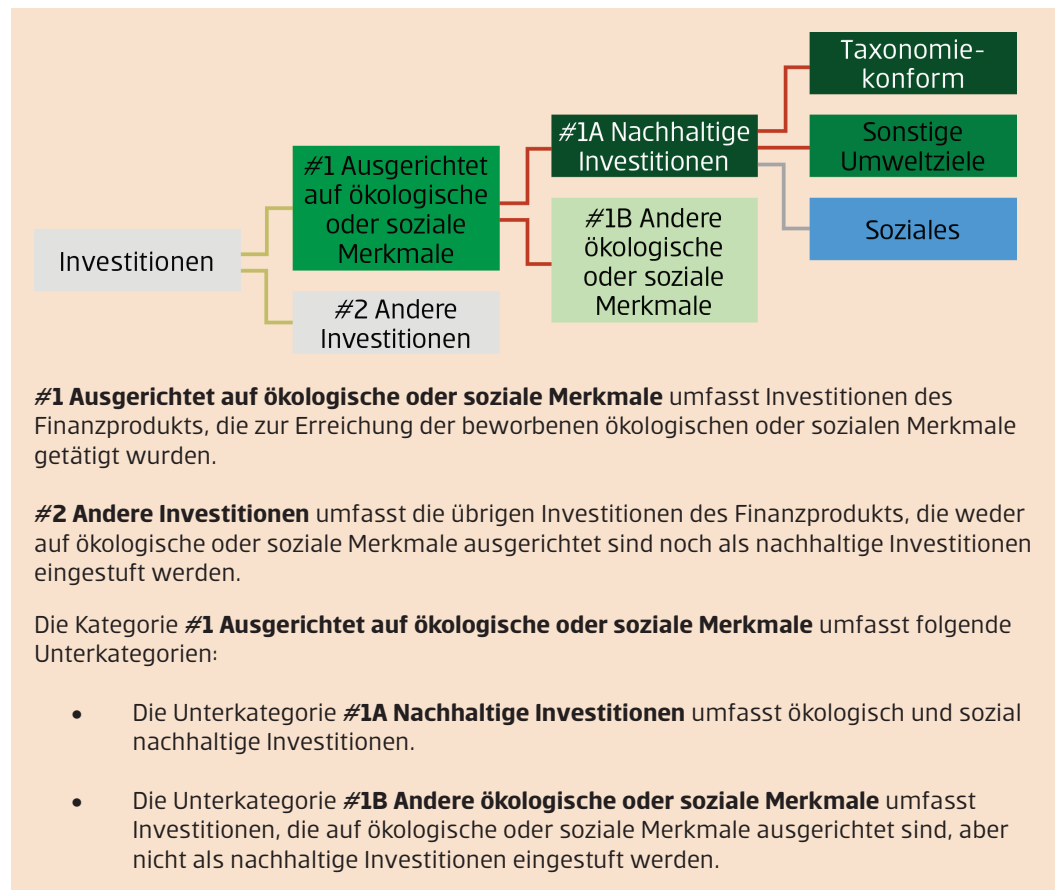 Taxonomie-
konform
#1A Nachhaltige
Investitionen
Sonstige
Umweltziele
#1 Ausgerichtet
auf ökologische
oder soziale
Merkmale
#1B Andere
ökologische
oder soziale
Merkmale
Soziales
Investitionen
#2 Andere
Investitionen
#1 Ausgerichtet auf ökologische oder soziale Merkmale umfasst Investitionen des
Finanzprodukts, die zur Erreichung der beworbenen ökologischen oder sozialen Merkmale
getätigt wurden.
#2 Andere Investitionen umfasst die übrigen Investitionen des Finanzprodukts, die weder
auf ökologische oder soziale Merkmale ausgerichtet sind noch als nachhaltige Investitionen
eingestuft werden.
Die Kategorie #1 Ausgerichtet auf ökologische oder soziale Merkmale umfasst folgende
Unterkategorien:
• Die Unterkategorie #1A Nachhaltige Investitionen umfasst ökologisch und sozial
nachhaltige Investitionen.
• Die Unterkategorie #1B Andere ökologische oder soziale Merkmale umfasst
Investitionen, die auf ökologische oder soziale Merkmale ausgerichtet sind, aber
nicht als nachhaltige Investitionen eingestuft werden.